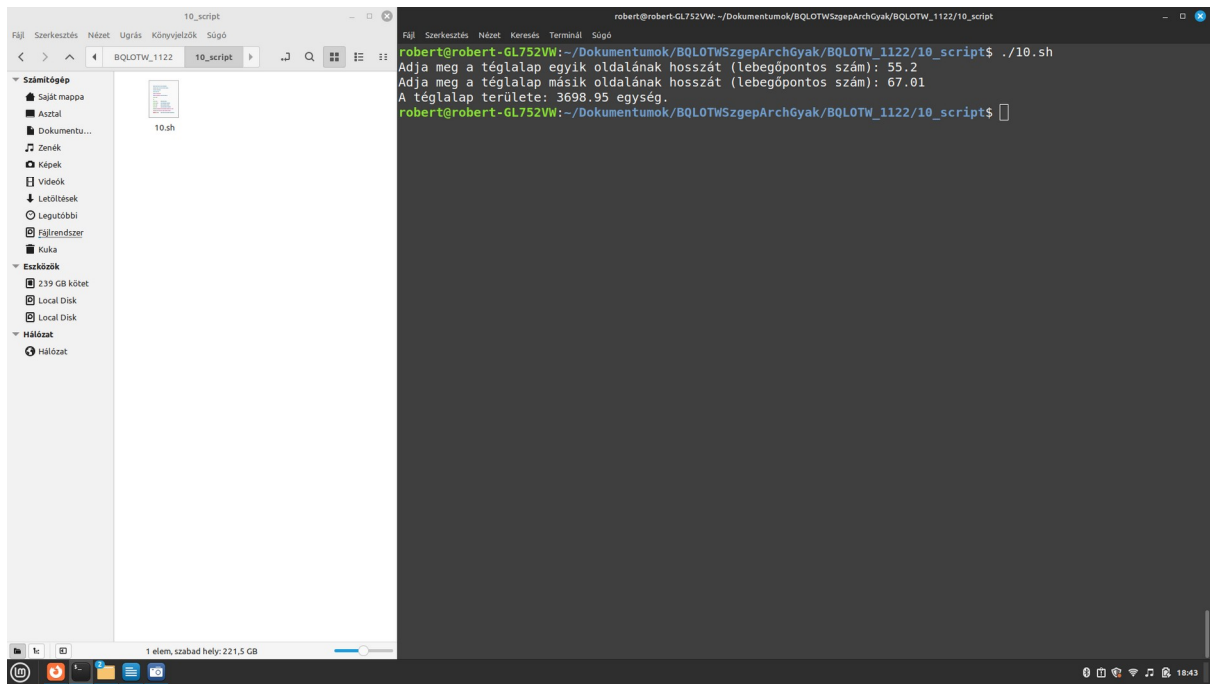 10_script
Fájl Szerkesztés Nézet Ugrás Könyvjelzők Súgó
BQLOTW_1122 10_script
Számítógép
Saját mappa
Asztal
Dokumentu...
Zenék
Képek
Videók
Letöltések
Legutóbbi
Fájlrendszer
Kuka
Eszközök
239 GB kötet
Local Disk
Local Disk
Hálózat
Hálózat
10.sh
1 elem, szabad hely: 221,5 GB
robert@robert-GL752VW: ~/Dokumentumok/BQLOTWSzgepArchGyak/BQLOTW_1122/10_script
Fájl Szerkesztés Nézet Keresés Terminál Súgó
robert@robert-GL752VW:~/Dokumentumok/BQLOTWSzgepArchGyak/BQLOTW_1122/10_script$ ./10.sh
Adja meg a téglalap egyik oldalának hosszát (lebegőpontos szám): 55.2
Adja meg a téglalap másik oldalának hosszát (lebegőpontos szám): 67.01
A téglalap területe: 3698.95 egység.
robert@robert-GL752VW:~/Dokumentumok/BQLOTWSzgepArchGyak/BQLOTW_1122/10_script$
2
18:43